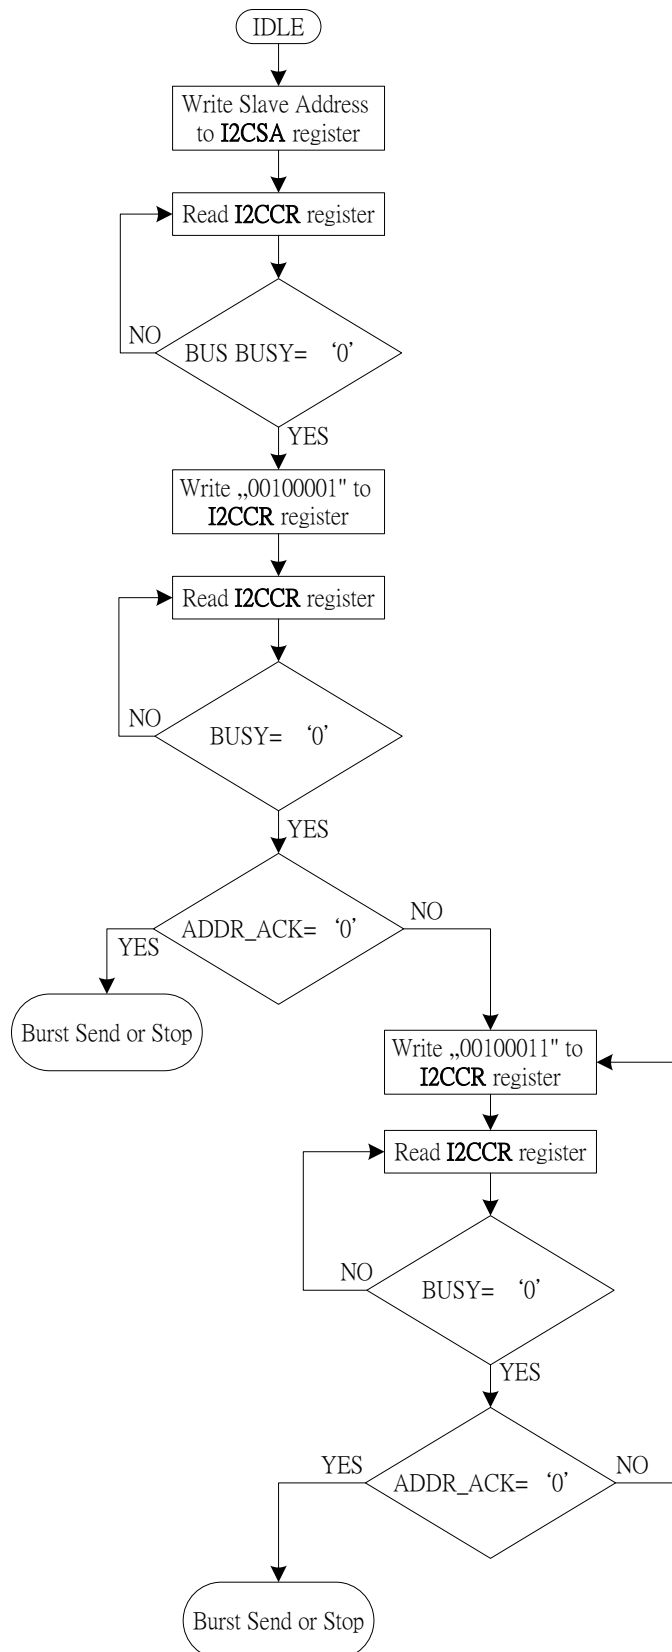 IDLE
Write Slave Address
to I2CSA register
Read I2CCR register
NO
BUS BUSY= ‘0’
YES
Write „00100001" to
I2CCR register
Read I2CCR register
NO
BUSY= ‘0’
YES
ADDR_ACK= ‘0’
NO
YES
Burst Send or Stop
Write „00100011" to
I2CCR register
Read I2CCR register
NO
BUSY= ‘0’
YES
YES
ADDR_ACK= ‘0’
NO
Burst Send or Stop